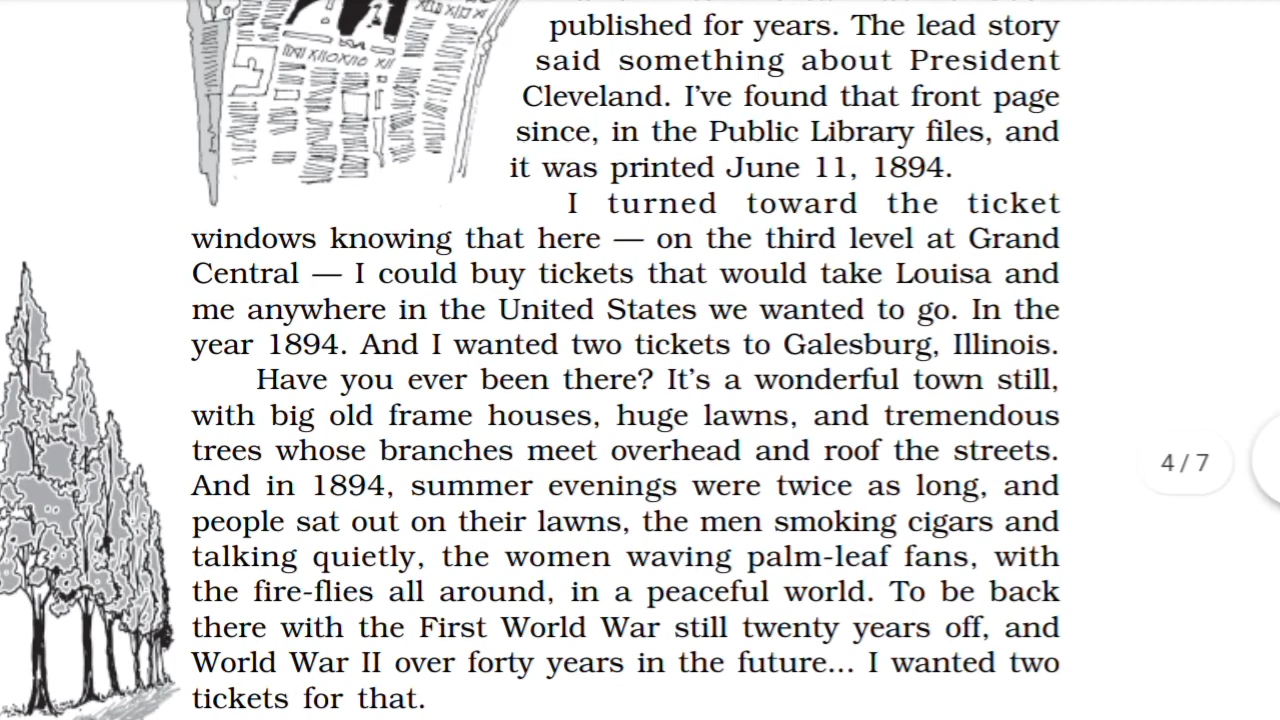 published for years. The lead story
said something about President
Cleveland. I've found that front page
since, in the Public Library files, and
it was printed June 11, 1894.
I turned toward the ticket
windows knowing that here — on the third level at Grand
Central — I could buy tickets that would take Louisa and
me anywhere in the United States we wanted to go. In the
year 1894. And I wanted two tickets to Galesburg, Illinois.
Have you ever been there? It's a wonderful town still,
with big old frame houses, huge lawns, and tremendous
trees whose branches meet overhead and roof the streets.
And in 1894, summer evenings were twice as long, and
people sat out on their lawns, the men smoking cigars and
talking quietly, the women waving palm-leaf fans, with
the fire-flies all around, in a peaceful world. To be back
there with the First World War still twenty years off, and
World War II over forty years in the future... I wanted two
tickets for that.
4 / 7